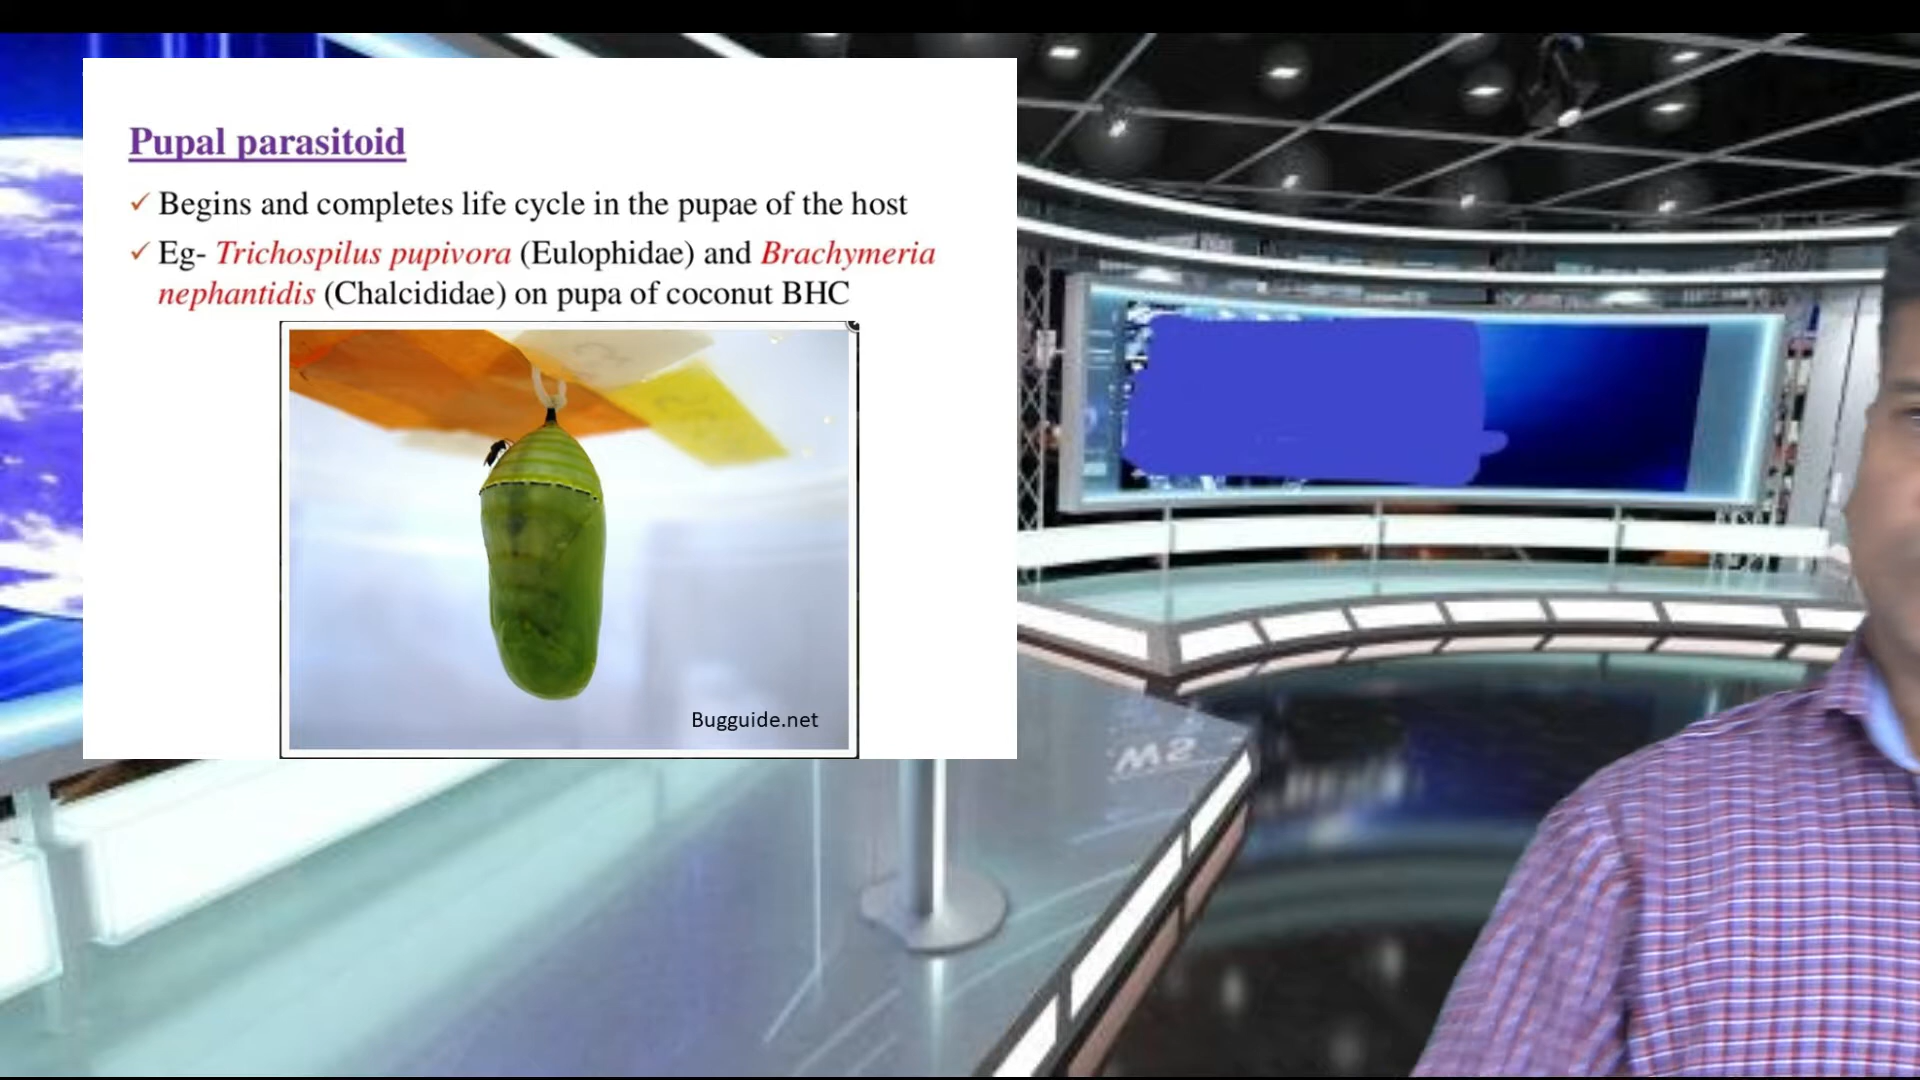 Pupal parasitoid
✓ Begins and completes life cycle in the pupae of the host
✓ Eg- Trichospilus pupivora (Eulophidae) and Brachymeria
nephantidis (Chalcididae) on pupa of coconut BHC
Bugguide.net